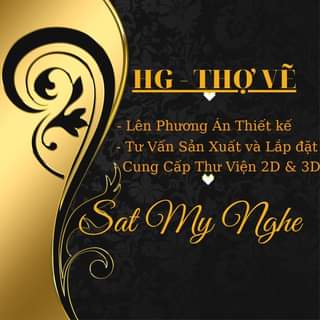 HG - THỢ VẼ
- Lên Phương Án Thiết kế
- Tư Vấn Sản Xuất và Lắp đặt
- Cung Cấp Thư Viện 2D & 3D
Sat My Nghe